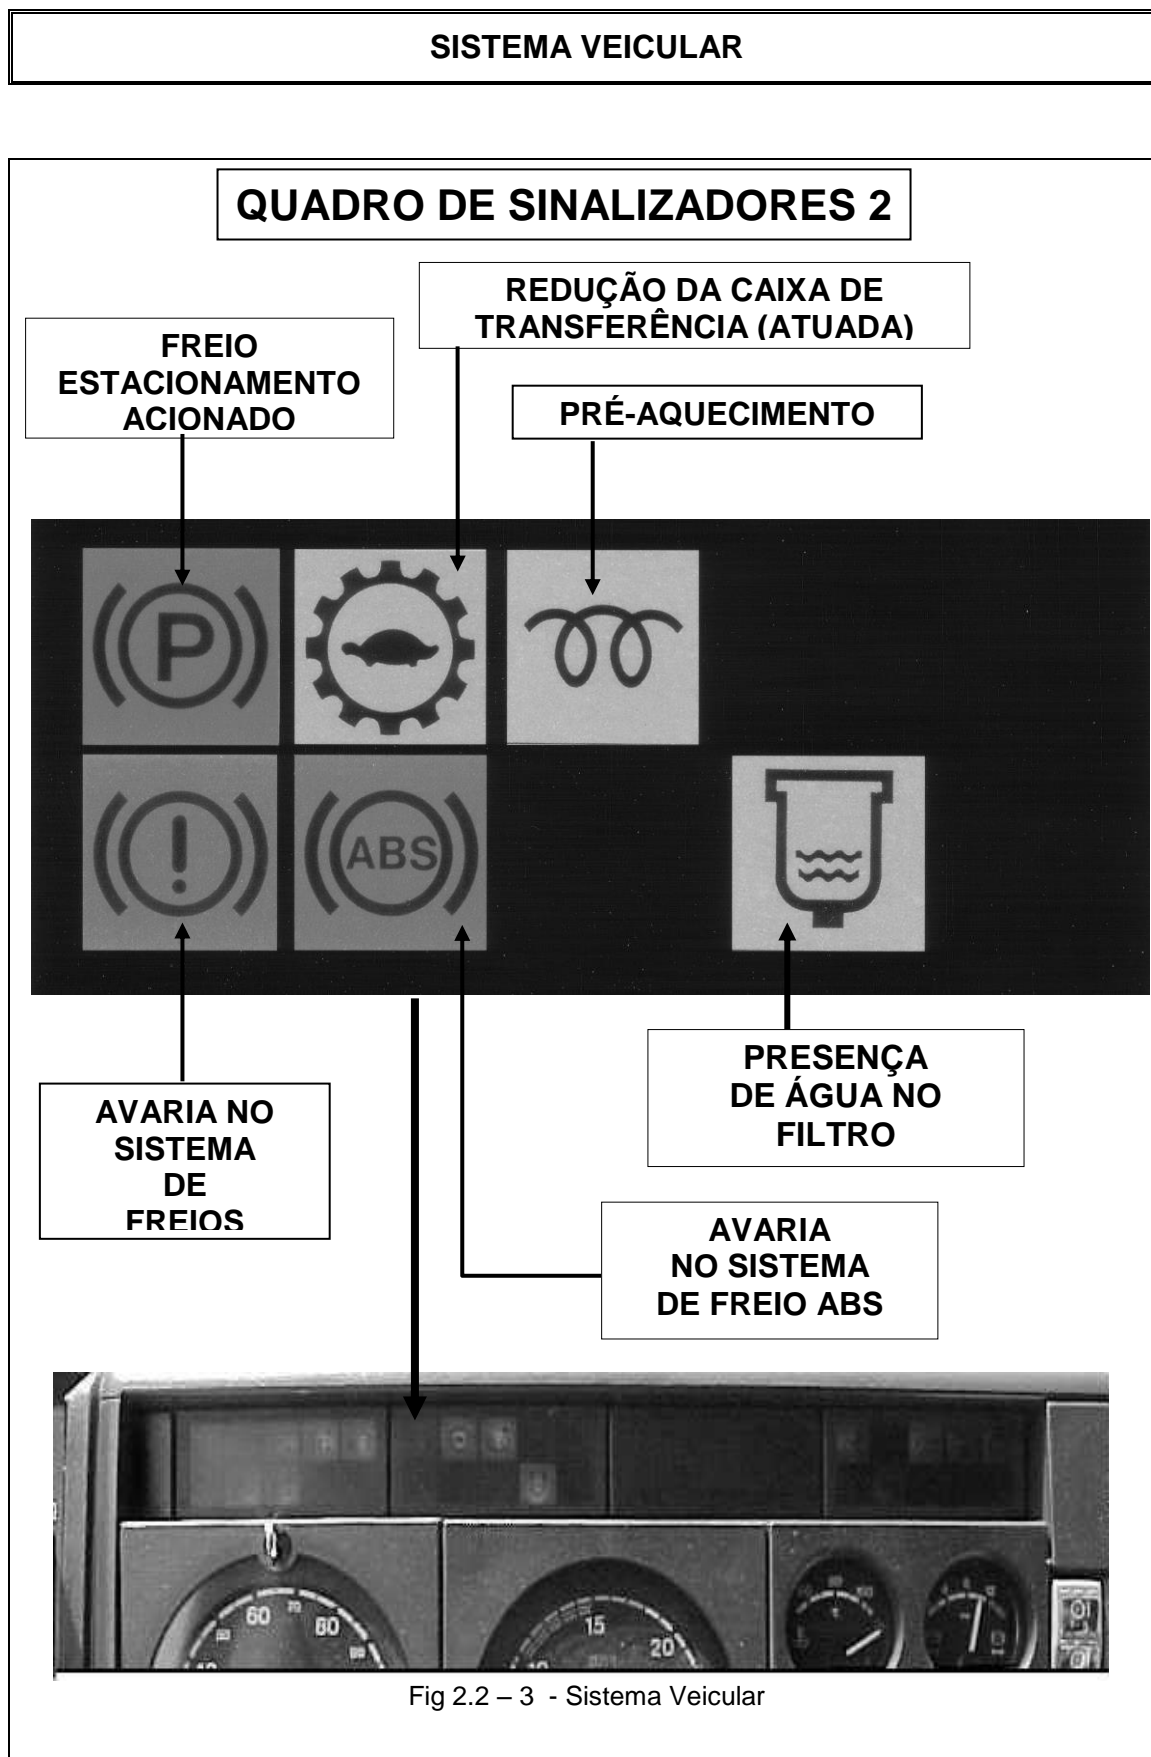 SISTEMA VEICULAR
QUADRO DE SINALIZADORES 2
REDUÇÃO DA CAIXA DE
TRANSFERÊNCIA (ATUADA)
FREIO
ESTACIONAMENTO
ACIONADO
PRÉ-AQUECIMENTO
P
!
ABS
PRESENÇA
DE ÁGUA NO
FILTRO
AVARIA NO
SISTEMA
DE
FREIOS
AVARIA
NO SISTEMA
DE FREIO ABS
60 70 80
15
20
Fig 2.2 – 3 - Sistema Veicular